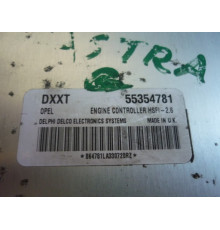 ASTRA
DXXT 55354781
OPEL ENGINE CONTROLLER HSFI-2.6
DELPHI DELCO ELECTRONICS SYSTEMS MADE IN U.K.